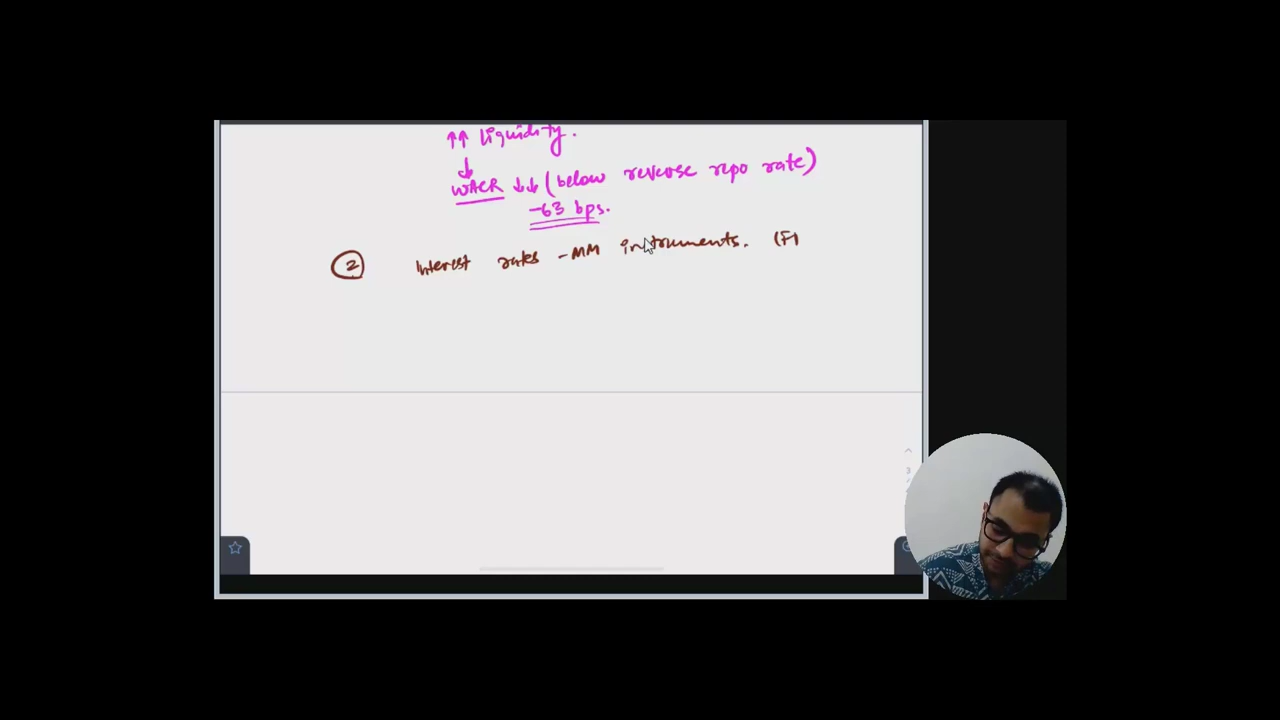 ↑↑ liquidity.
↓
WACR ↓↓ (below reverse repo rate)
-63 bps.
2 Interest rates - MM instruments. (F)